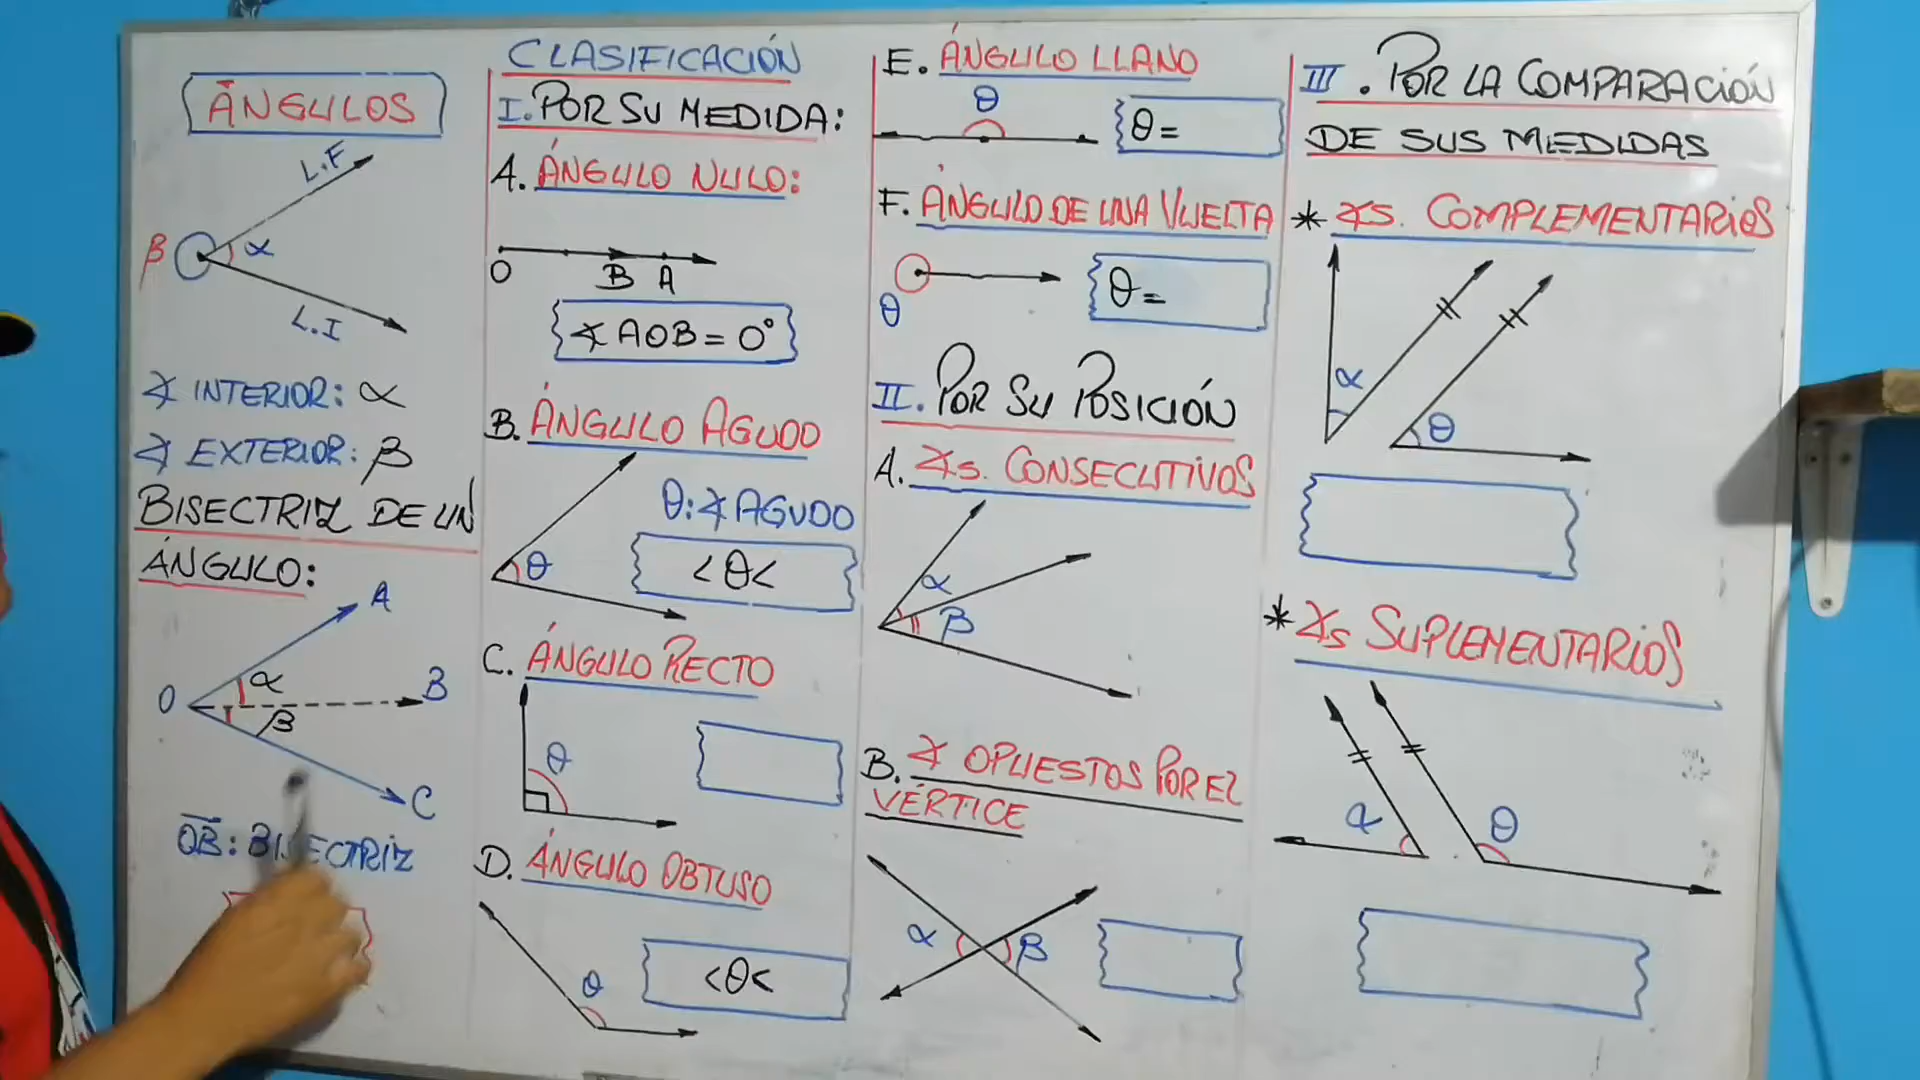 ÁNGULOS
L.F
β
α
L.I
∡ INTERIOR: α
∡ EXTERIOR: β
BISECTRIZ DE UN
ÁNGULO:
A
O
α
B
β
C
OB: BISECTRIZ
CLASIFICACIÓN
I. POR SU MEDIDA:
A. ÁNGULO NULO:
O B A
∡ AOB = 0°
B. ÁNGULO AGUDO
θ: ∡ AGUDO
θ
< θ <
C. ÁNGULO RECTO
θ
D. ÁNGULO OBTUSO
θ
< θ <
E. ÁNGULO LLANO
θ
θ =
F. ÁNGULO DE UNA VUELTA
θ
θ =
II. POR SU POSICIÓN
A. ∡s. CONSECUTIVOS
α
β
B. ∡ OPUESTOS POR EL
VÉRTICE
α β
III. POR LA COMPARACIÓN
DE SUS MEDIDAS
* ∡s. COMPLEMENTARIOS
α
θ
* ∡s SUPLEMENTARIOS
α θ